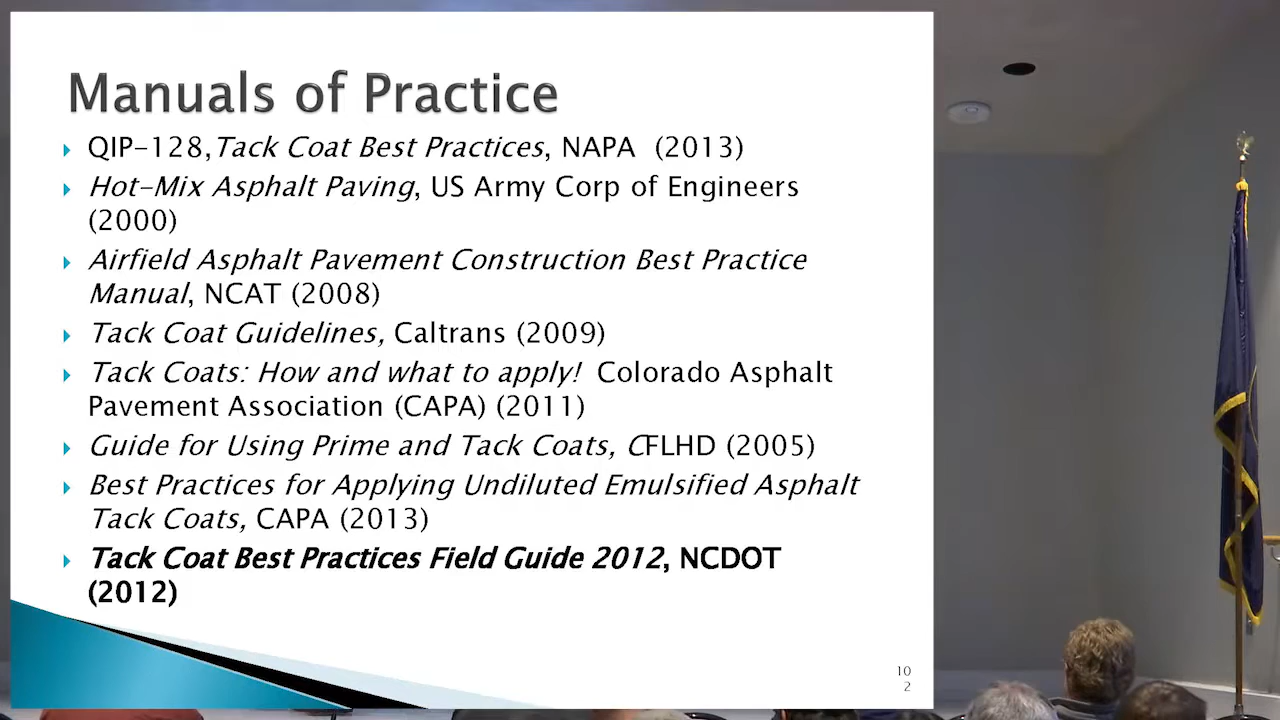 Manuals of Practice
QIP-128,Tack Coat Best Practices, NAPA (2013)
Hot-Mix Asphalt Paving, US Army Corp of Engineers
(2000)
Airfield Asphalt Pavement Construction Best Practice
Manual, NCAT (2008)
Tack Coat Guidelines, Caltrans (2009)
Tack Coats: How and what to apply! Colorado Asphalt
Pavement Association (CAPA) (2011)
Guide for Using Prime and Tack Coats, CFLHD (2005)
Best Practices for Applying Undiluted Emulsified Asphalt
Tack Coats, CAPA (2013)
Tack Coat Best Practices Field Guide 2012, NCDOT
(2012)
10
2